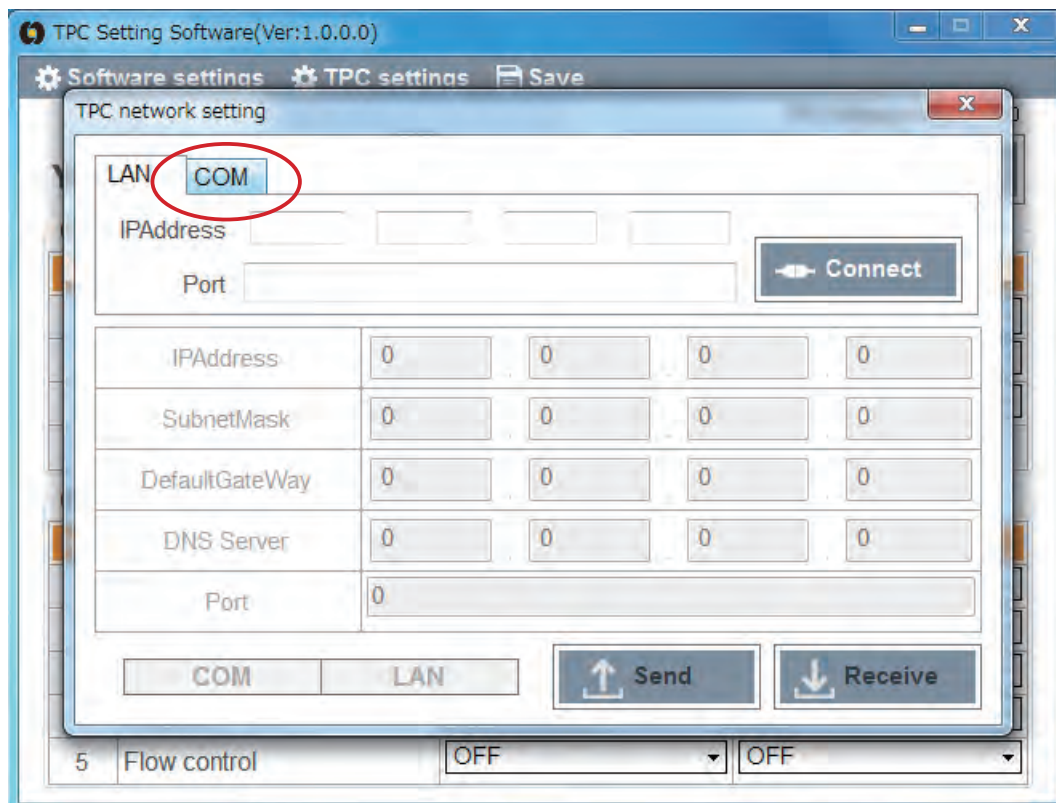 TPC Setting Software(Ver:1.0.0.0)
Software settings TPC settings Save
TPC network setting
LAN COM
IPAddress
Port
Connect
IPAddress 0 . 0 . 0 . 0
SubnetMask 0 . 0 . 0 . 0
DefaultGateWay 0 . 0 . 0 . 0
DNS Server 0 . 0 . 0 . 0
Port 0
COM LAN Send Receive
5 Flow control OFF OFF